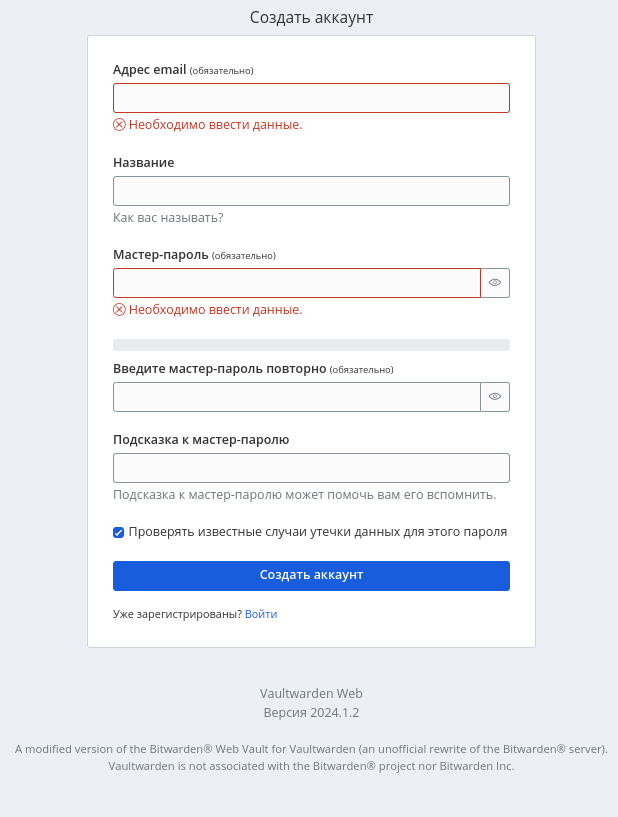 Создать аккаунт
Адрес email (обязательно)
Необходимо ввести данные.
Название
Как вас называть?
Мастер-пароль (обязательно)
Необходимо ввести данные.
Введите мастер-пароль повторно (обязательно)
Подсказка к мастер-паролю
Подсказка к мастер-паролю может помочь вам его вспомнить.
Проверять известные случаи утечки данных для этого пароля
Создать аккаунт
Уже зарегистрированы? Войти
Vaultwarden Web
Версия 2024.1.2
A modified version of the Bitwarden® Web Vault for Vaultwarden (an unofficial rewrite of the Bitwarden® server).
Vaultwarden is not associated with the Bitwarden® project nor Bitwarden Inc.